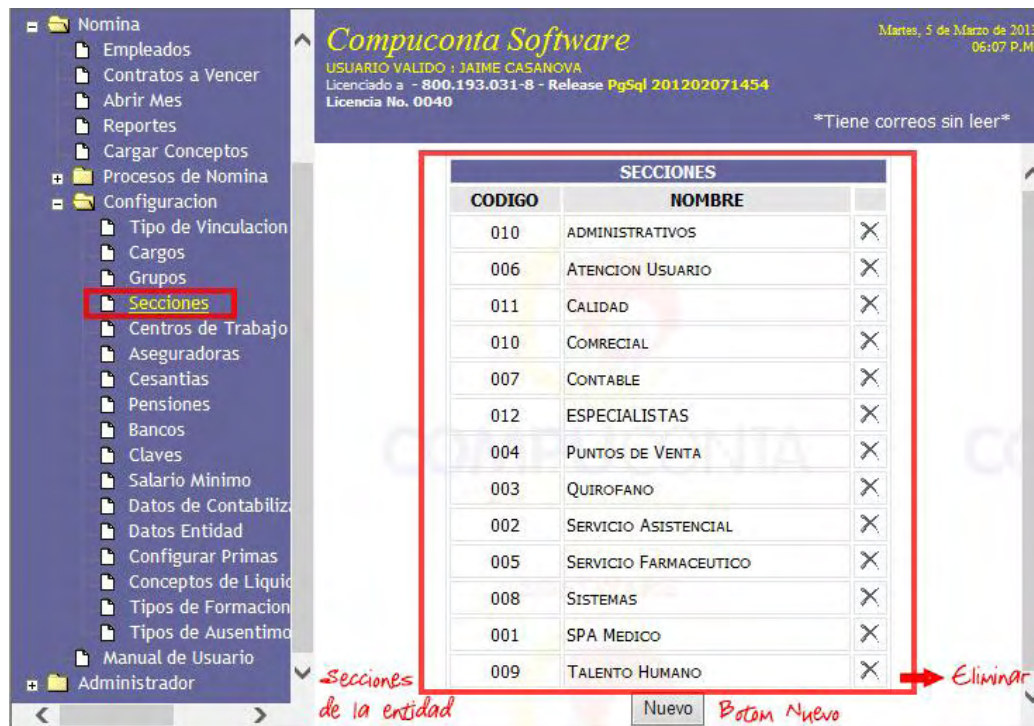 Nomina
Empleados
Contratos a Vencer
Abrir Mes
Reportes
Cargar Conceptos
Procesos de Nomina
Configuracion
Tipo de Vinculacion
Cargos
Grupos
Secciones
Centros de Trabajo
Aseguradoras
Cesantias
Pensiones
Bancos
Claves
Salario Minimo
Datos de Contabiliz
Datos Entidad
Configurar Primas
Conceptos de Liquid
Tipos de Formacion
Tipos de Ausentimo
Manual de Usuario
Administrador
Compuconta Software
Martes, 5 de Marzo de 2013
06:07 P.M
USUARIO VALIDO : JAIME CASANOVA
Licenciado a - 800.193.031-8 - Release PgSql 201202071454
Licencia No. 0040
*Tiene correos sin leer*
SECCIONES
CODIGO NOMBRE
010 ADMINISTRATIVOS
006 ATENCION USUARIO
011 CALIDAD
010 COMRECIAL
007 CONTABLE
012 ESPECIALISTAS
004 PUNTOS DE VENTA
003 QUIROFANO
002 SERVICIO ASISTENCIAL
005 SERVICIO FARMACEUTICO
008 SISTEMAS
001 SPA MEDICO
009 TALENTO HUMANO
COMPUCONTA
CO
Secciones
de la entidad
Eliminar
Nuevo
Botom Nuevo